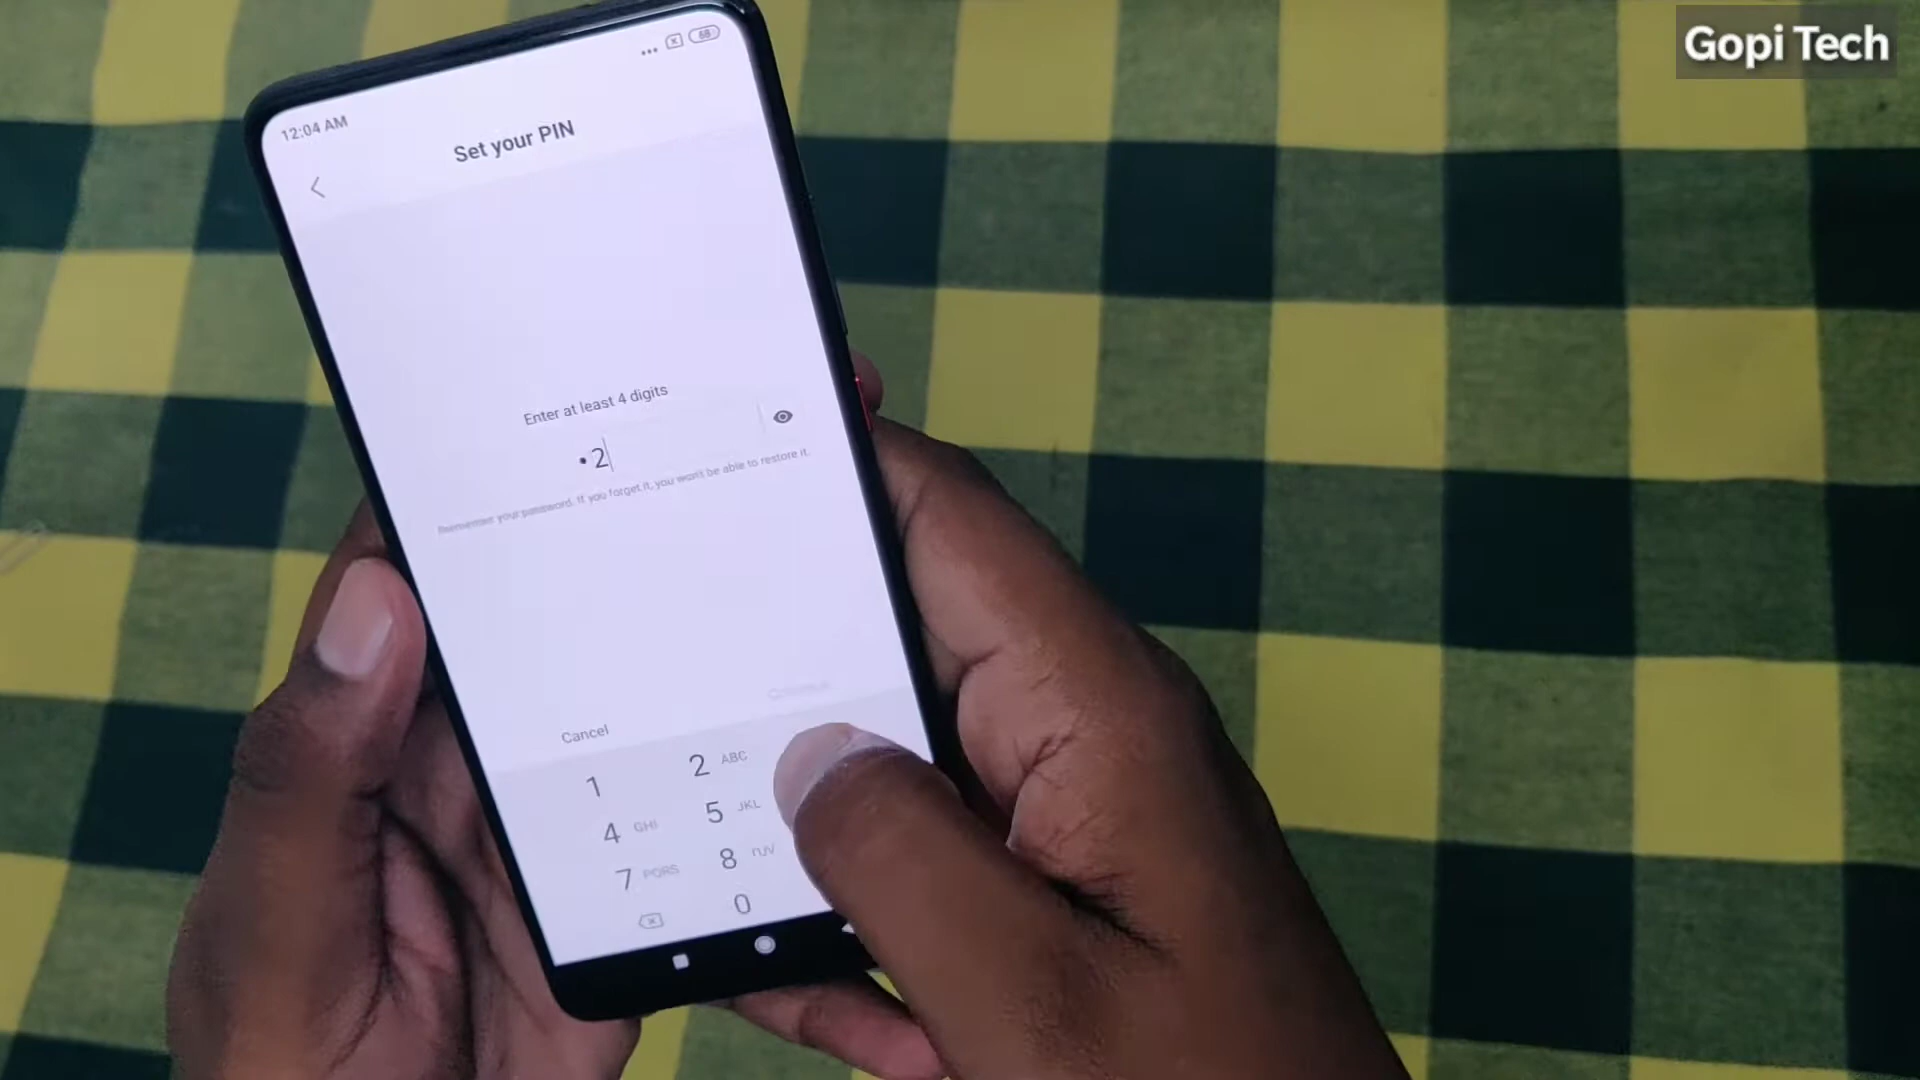 Gopi Tech
68
12:04 AM
Set your PIN
Enter at least 4 digits
•2
Remember your password. If you forget it, you won't be able to restore it.
Continue
Cancel
1
2 ABC
4 GHI
5 JKL
7 PQRS
8 TUV
0